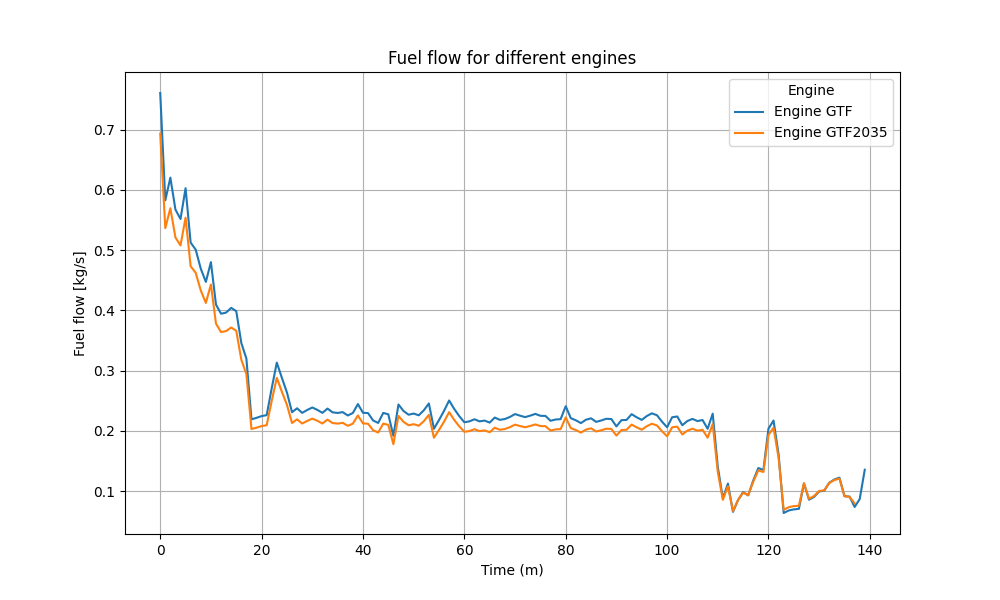 Fuel flow for different engines
Engine
Engine GTF
Engine GTF2035
Fuel flow [kg/s]
0.7
0.6
0.5
0.4
0.3
0.2
0.1
0 20 40 60 80 100 120 140
Time (m)